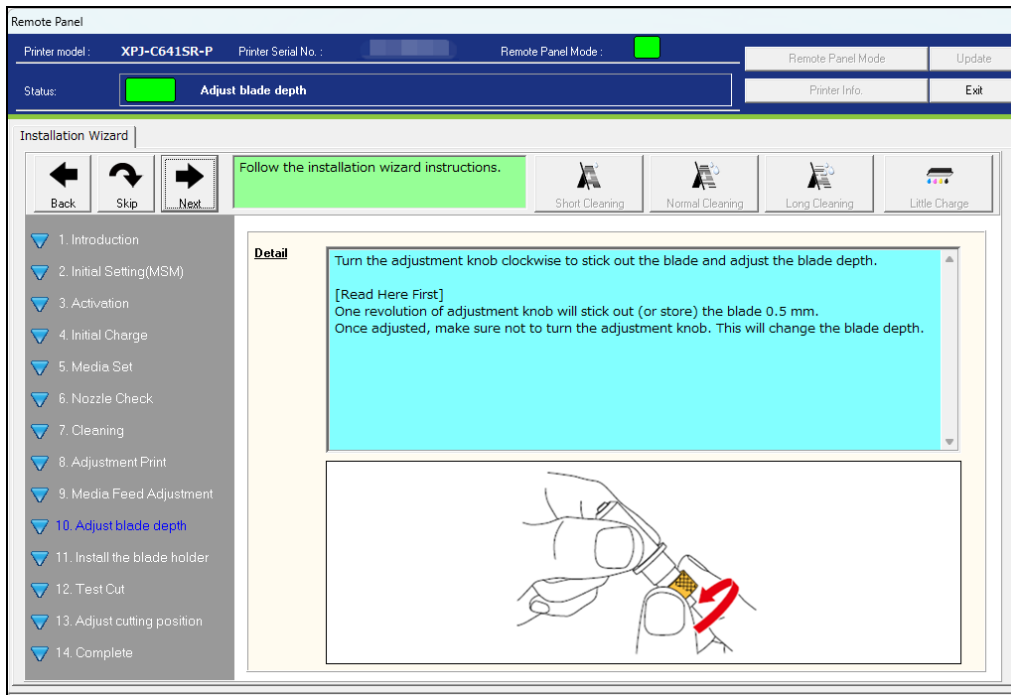 Remote Panel
Printer model : XPJ-C641SR-P Printer Serial No. : Remote Panel Mode :
Remote Panel Mode Update
Status: Adjust blade depth
Printer Info. Exit
Installation Wizard
Back Skip Next
Follow the installation wizard instructions.
Short Cleaning Normal Cleaning Long Cleaning Little Charge
1. Introduction
2. Initial Setting(MSM)
3. Activation
4. Initial Charge
5. Media Set
6. Nozzle Check
7. Cleaning
8. Adjustment Print
9. Media Feed Adjustment
10. Adjust blade depth
11. Install the blade holder
12. Test Cut
13. Adjust cutting position
14. Complete
Detail
Turn the adjustment knob clockwise to stick out the blade and adjust the blade depth.
[Read Here First]
One revolution of adjustment knob will stick out (or store) the blade 0.5 mm.
Once adjusted, make sure not to turn the adjustment knob. This will change the blade depth.